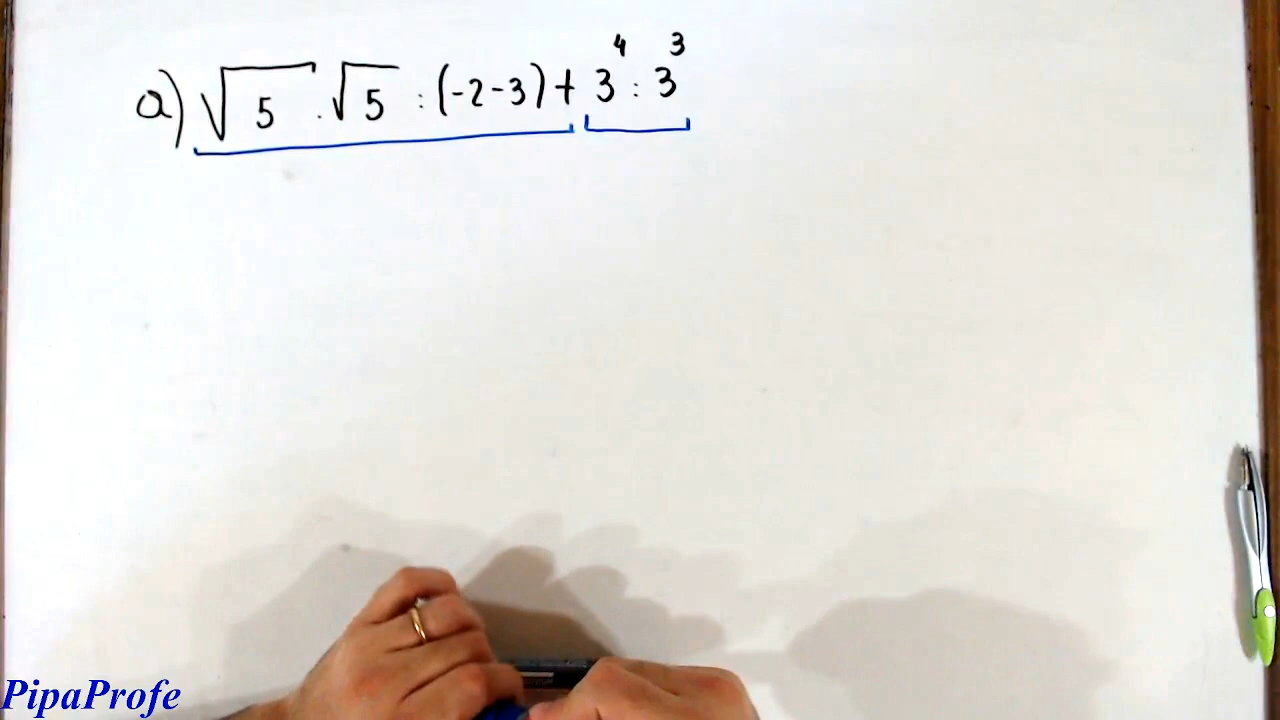 a) √5 . √5 : (-2-3) + 3⁴ : 3³
PipaProfe